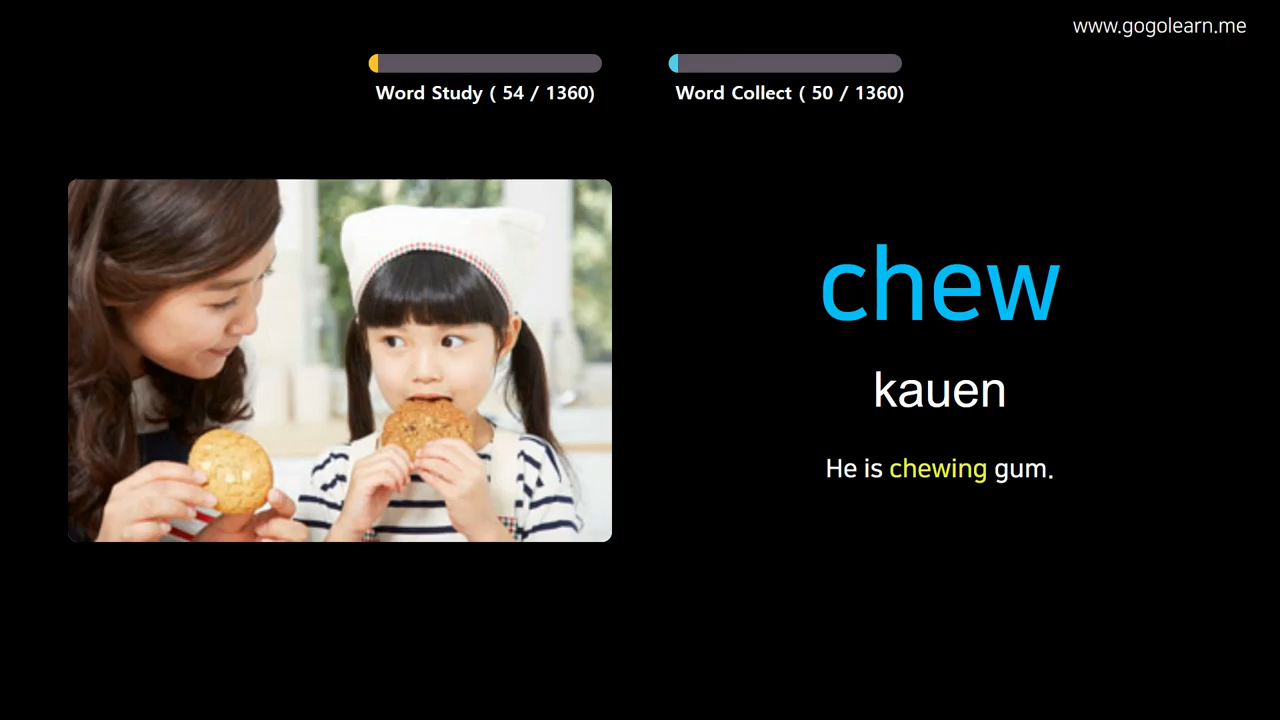 www.gogolearn.me
Word Study ( 54 / 1360)
Word Collect ( 50 / 1360)
chew
kauen
He is chewing gum.